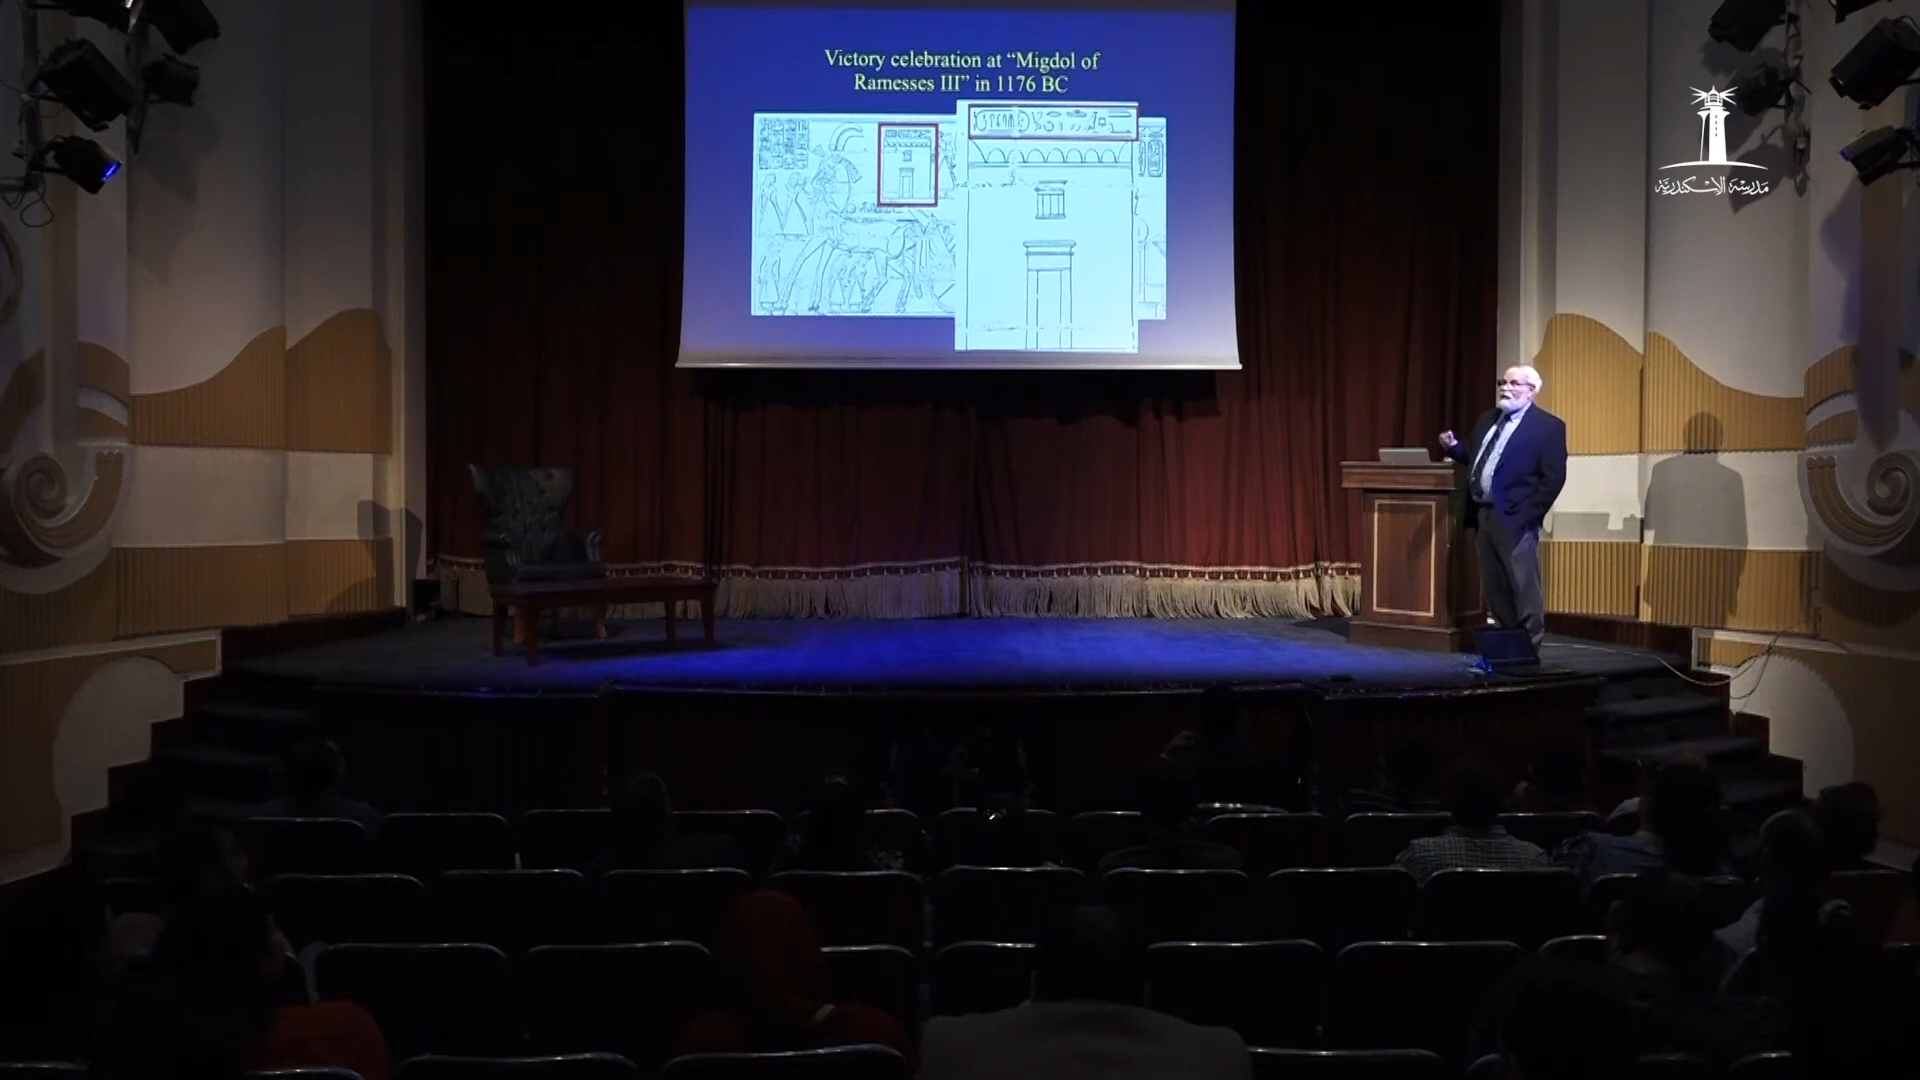 Victory celebration at “Migdol of
Ramesses III” in 1176 BC
مدرسة الإسكندرية